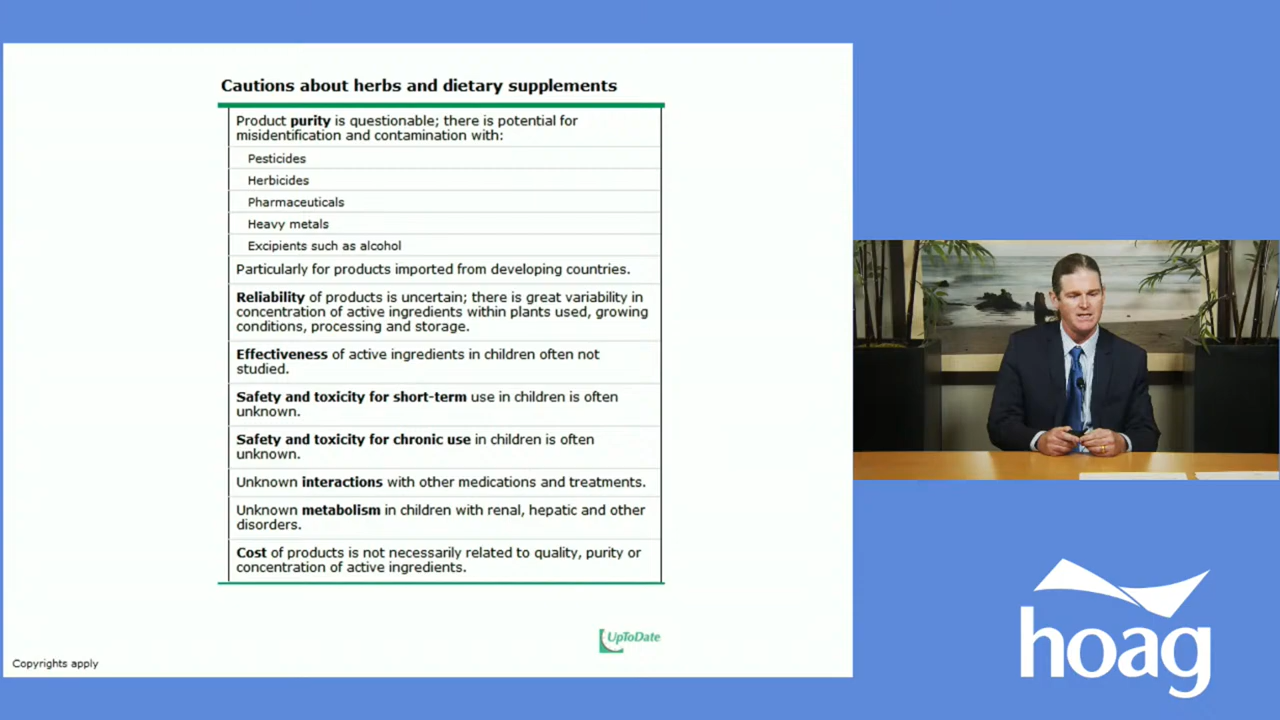 Cautions about herbs and dietary supplements
Product purity is questionable; there is potential for
misidentification and contamination with:
Pesticides
Herbicides
Pharmaceuticals
Heavy metals
Excipients such as alcohol
Particularly for products imported from developing countries.
Reliability of products is uncertain; there is great variability in
concentration of active ingredients within plants used, growing
conditions, processing and storage.
Effectiveness of active ingredients in children often not
studied.
Safety and toxicity for short-term use in children is often
unknown.
Safety and toxicity for chronic use in children is often
unknown.
Unknown interactions with other medications and treatments.
Unknown metabolism in children with renal, hepatic and other
disorders.
Cost of products is not necessarily related to quality, purity or
concentration of active ingredients.
UpToDate
Copyrights apply
hoag